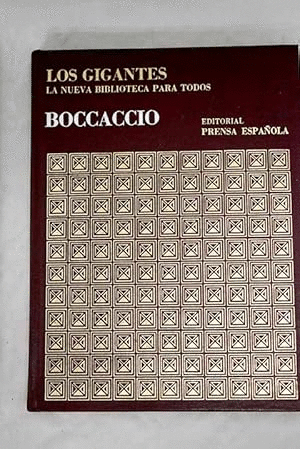 LOS GIGANTES
LA NUEVA BIBLIOTECA PARA TODOS
BOCCACCIO
EDITORIAL
PRENSA ESPAÑOLA